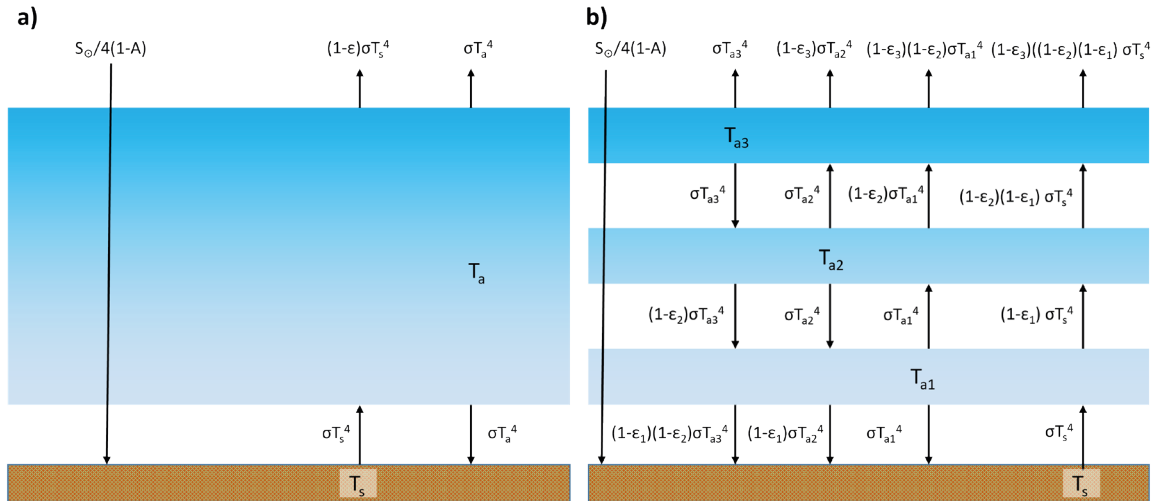 a)
S☉/4(1-A)
(1-ε)σTₛ⁴
σTₐ⁴
Tₐ
σTₛ⁴
σTₐ⁴
Tₛ
b)
S☉/4(1-A)
σTₐ₃⁴
(1-ε₃)σTₐ₂⁴
(1-ε₃)(1-ε₂)σTₐ₁⁴
(1-ε₃)((1-ε₂)(1-ε₁) σTₛ⁴
Tₐ₃
σTₐ₃⁴
σTₐ₂⁴
(1-ε₂)σTₐ₁⁴
(1-ε₂)(1-ε₁) σTₛ⁴
Tₐ₂
(1-ε₂)σTₐ₃⁴
σTₐ₂⁴
σTₐ₁⁴
(1-ε₁) σTₛ⁴
Tₐ₁
(1-ε₁)(1-ε₂)σTₐ₃⁴
(1-ε₁)σTₐ₂⁴
σTₐ₁⁴
σTₛ⁴
Tₛ